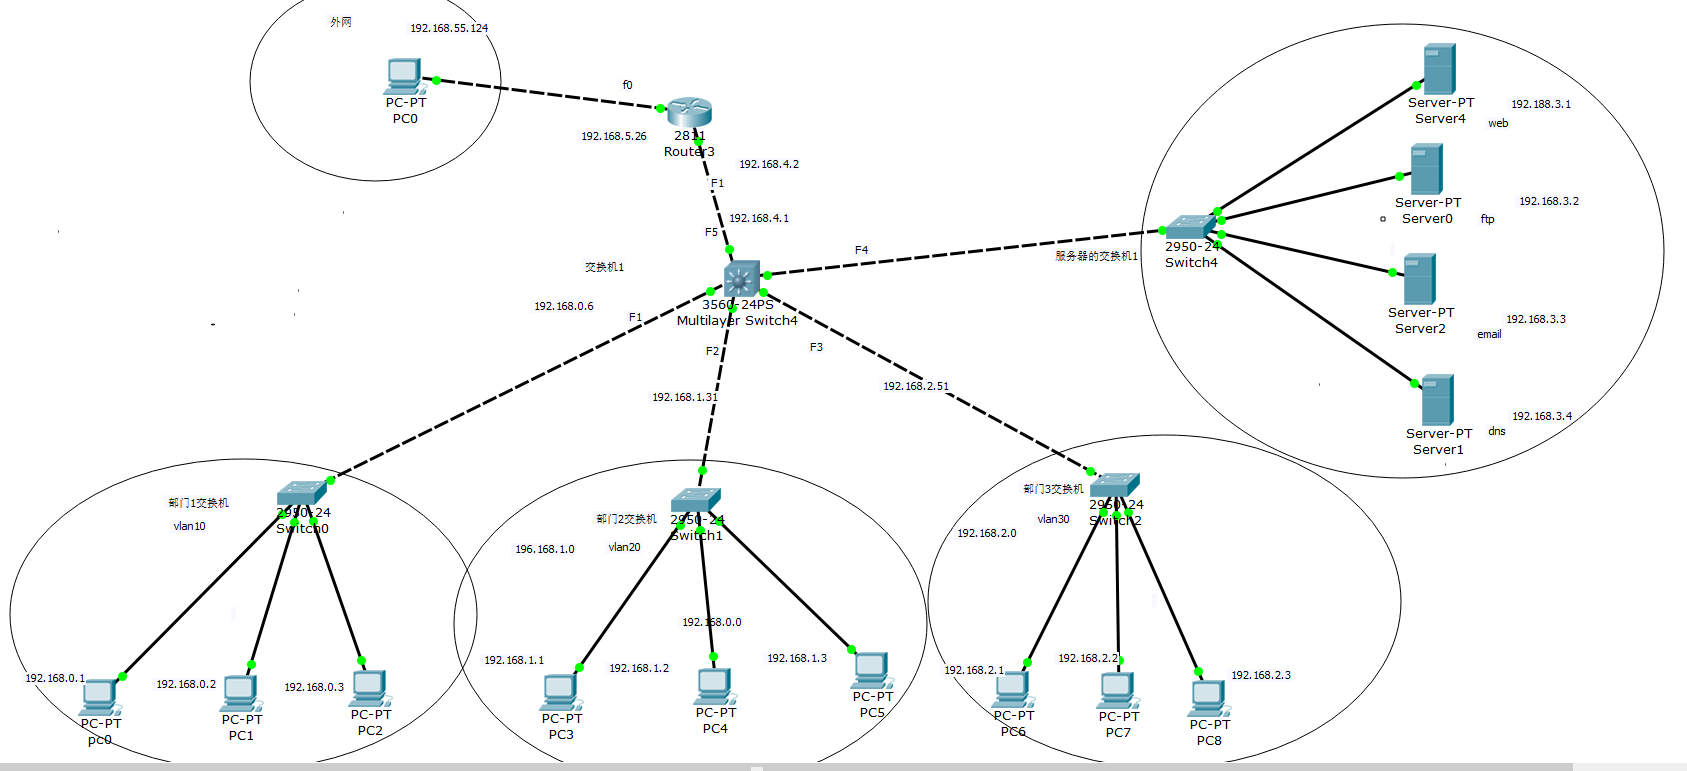 外网
192.168.55.124
PC-PT
PC0
f0
192.168.5.26
2811
Router3
192.168.4.2
F1
192.168.4.1
F5
交换机1
192.168.0.6
F1
3560-24PS
Multilayer Switch4
F2
F3
F4
192.168.1.31
192.168.2.51
服务器的交换机1
2950-24
Switch4
Server-PT
Server4
192.188.3.1
web
Server-PT
Server0
192.168.3.2
ftp
Server-PT
Server2
192.168.3.3
email
Server-PT
Server1
192.168.3.4
dns
部门1交换机
vlan10
2950-24
Switch0
192.168.0.1
PC-PT
pc0
192.168.0.2
PC-PT
PC1
192.168.0.3
PC-PT
PC2
部门2交换机
vlan20
196.168.1.0
2950-24
Switch1
192.168.0.0
192.168.1.1
PC-PT
PC3
192.168.1.2
PC-PT
PC4
192.168.1.3
PC-PT
PC5
部门3交换机
vlan30
192.168.2.0
2950-24
Switch2
192.168.2.1
PC-PT
PC6
192.168.2.2
PC-PT
PC7
192.168.2.3
PC-PT
PC8